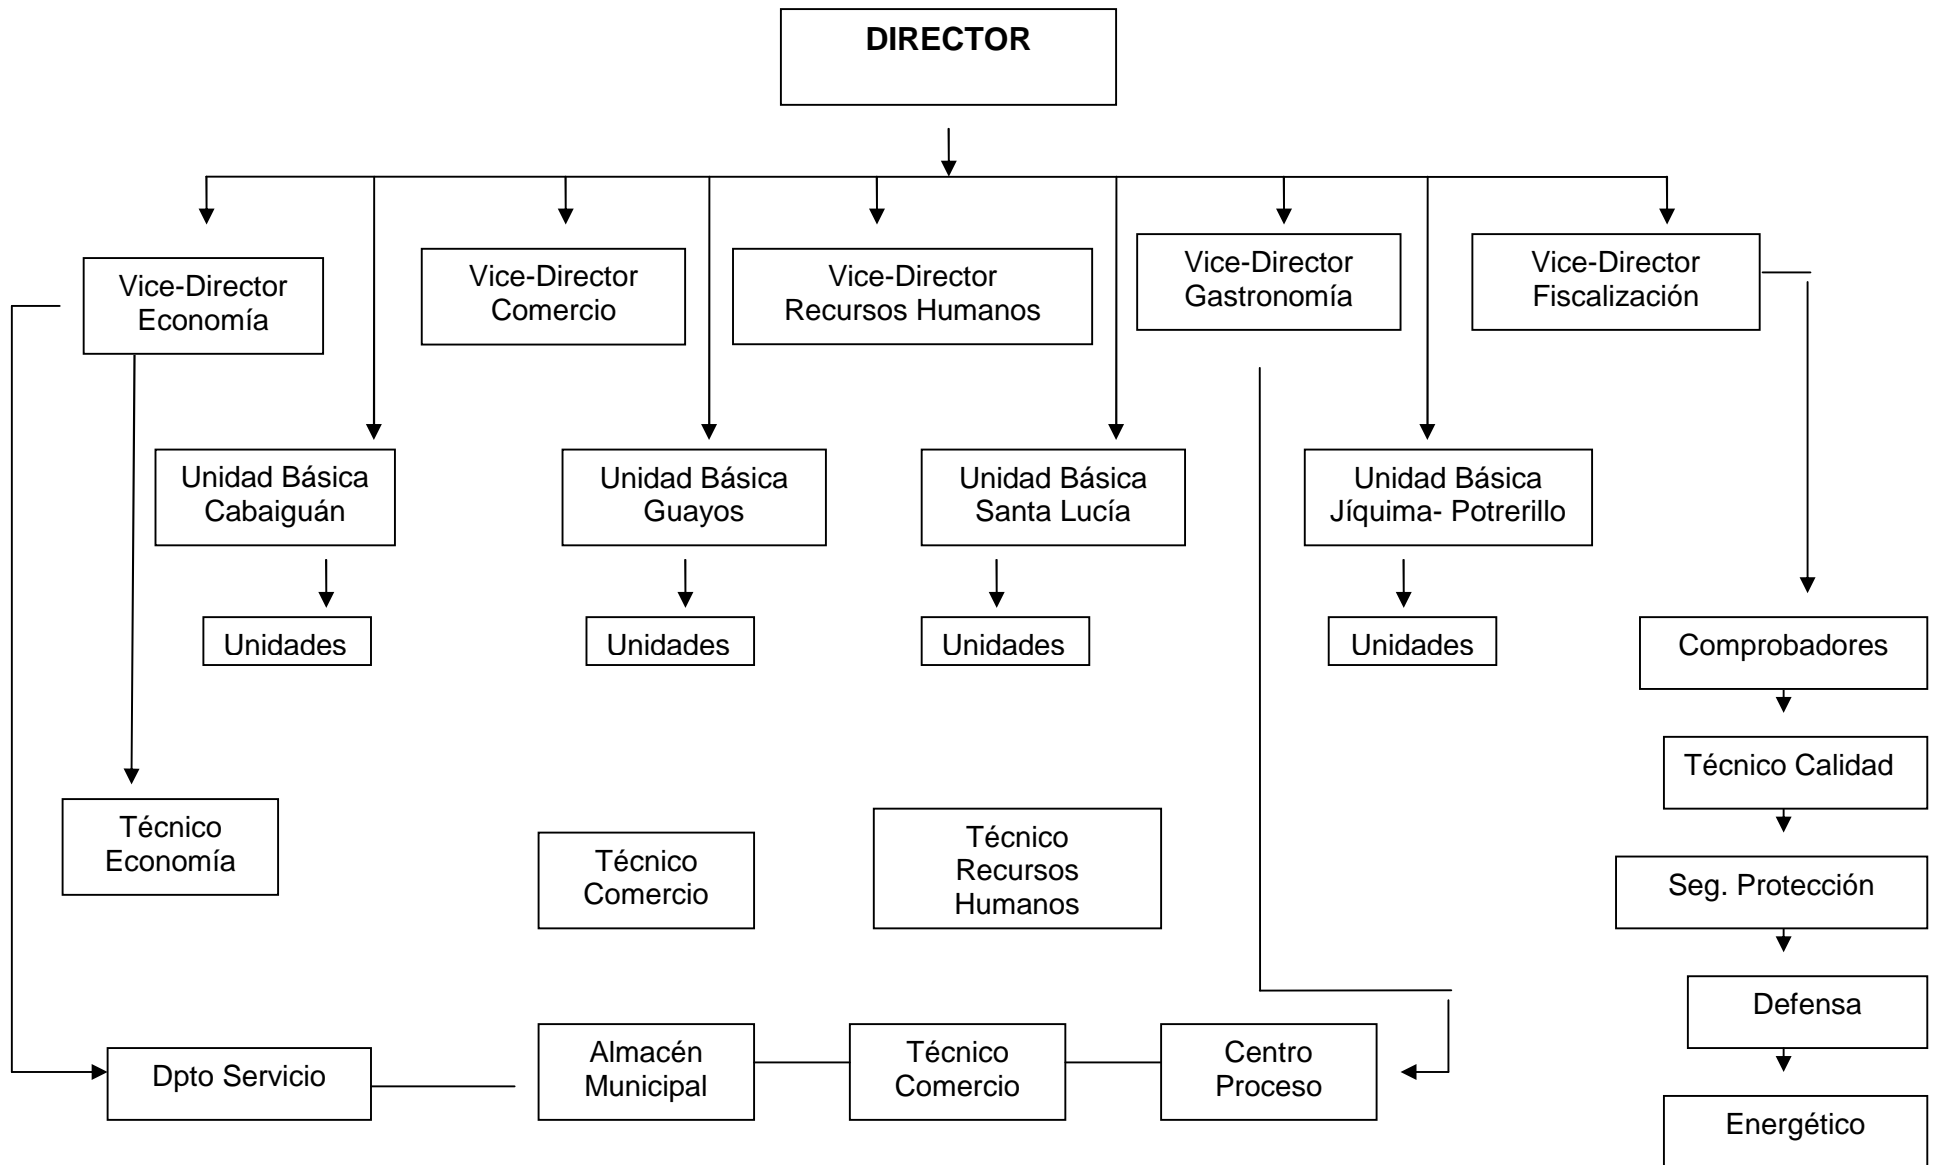 DIRECTOR
Vice-Director
Economía
Vice-Director
Comercio
Vice-Director
Recursos Humanos
Vice-Director
Gastronomía
Vice-Director
Fiscalización
Unidad Básica
Cabaiguán
Unidad Básica
Guayos
Unidad Básica
Santa Lucía
Unidad Básica
Jíquima- Potrerillo
Unidades
Unidades
Unidades
Unidades
Comprobadores
Técnico Calidad
Técnico
Economía
Técnico
Comercio
Técnico
Recursos
Humanos
Seg. Protección
Defensa
Dpto Servicio
Almacén
Municipal
Técnico
Comercio
Centro
Proceso
Energético